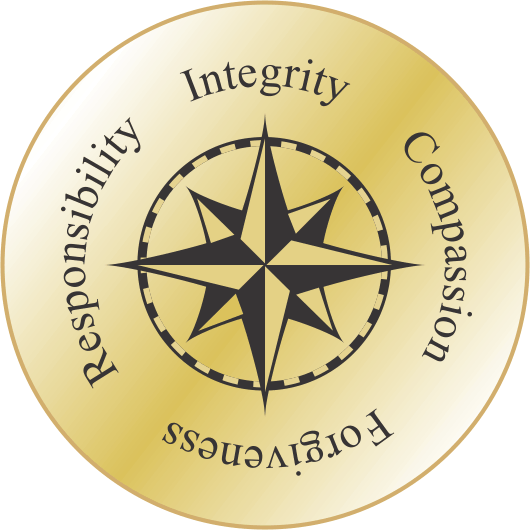 Integrity
Compassion
Forgiveness
Responsibility